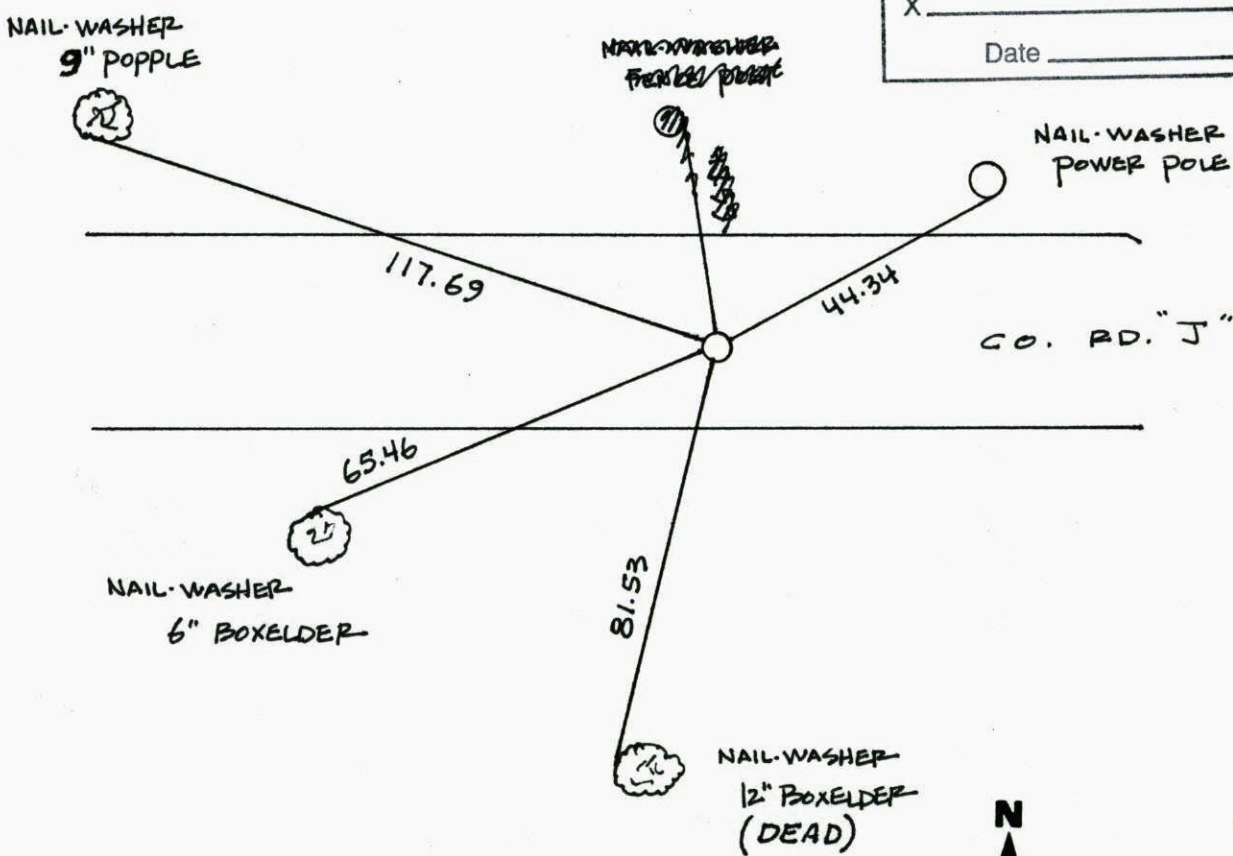 NAIL-WASHER
9" POPPLE
NAIL-WASHER
POWER POLE
X
Date
117.69
44.34
CO. RD. "J"
65.46
NAIL-WASHER
6" BOXELDER
81.53
NAIL-WASHER
12" BOXELDER
(DEAD)
N